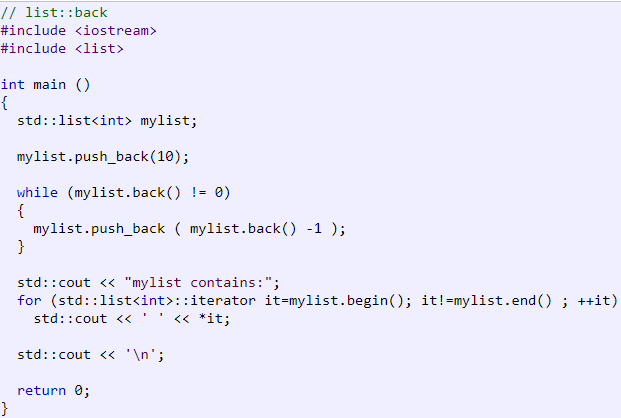 // list::back
#include <iostream>
#include <list>

int main ()
{
  std::list<int> mylist;

  mylist.push_back(10);

  while (mylist.back() != 0)
  {
    mylist.push_back ( mylist.back() -1 );
  }

  std::cout << "mylist contains:";
  for (std::list<int>::iterator it=mylist.begin(); it!=mylist.end() ; ++it)
    std::cout << ' ' << *it;

  std::cout << '\n';

  return 0;
}